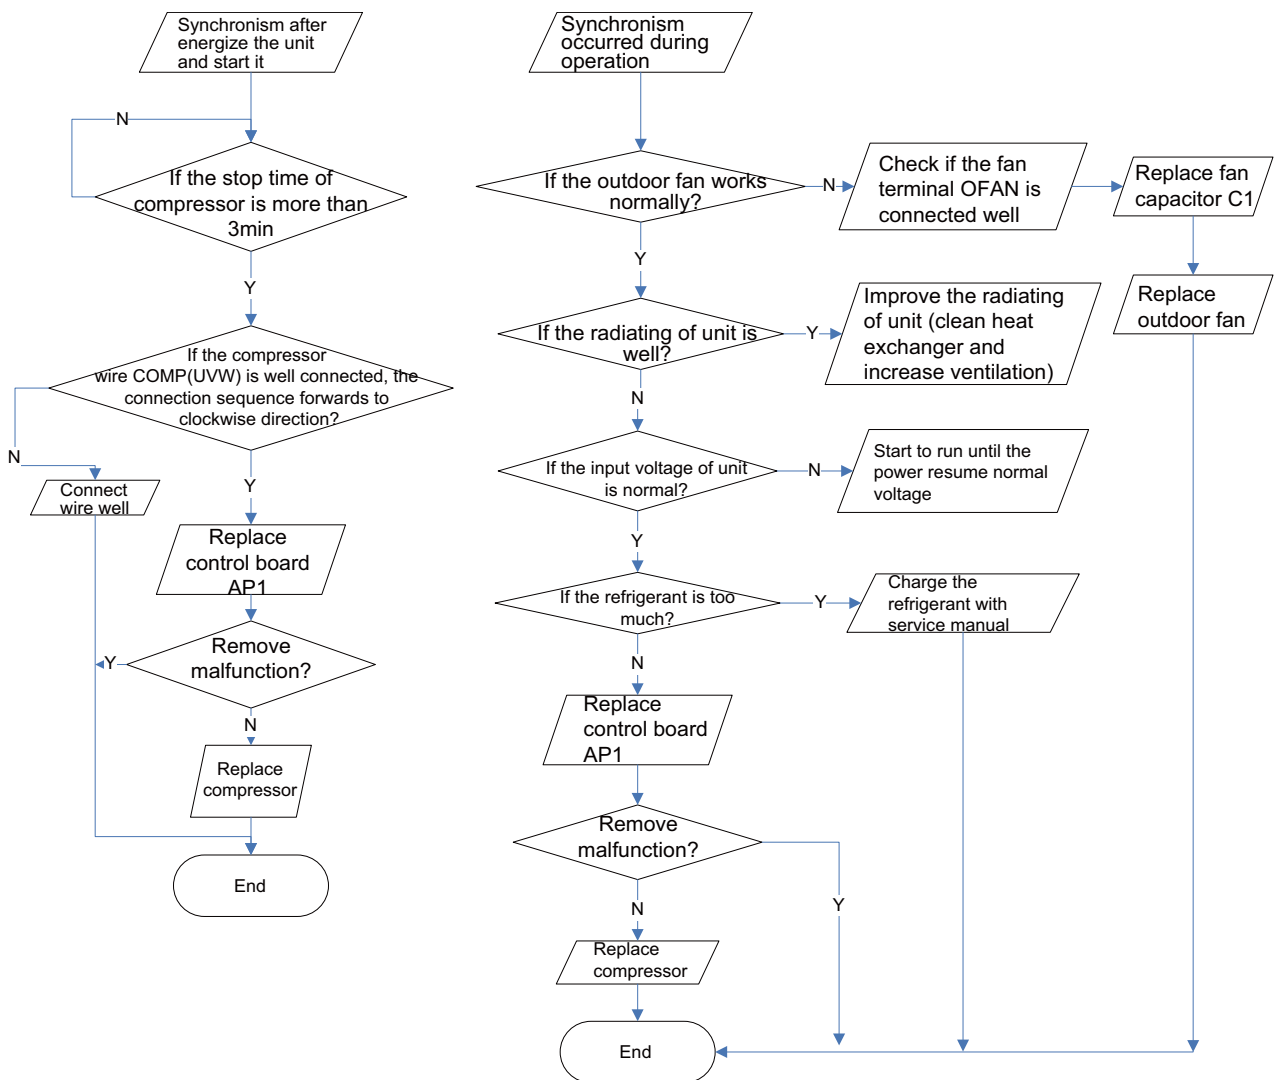 Synchronism after
energize the unit
and start it
N
If the stop time of
compressor is more than
3min
Y
If the compressor
wire COMP(UVW) is well connected, the
connection sequence forwards to
clockwise direction?
N
Connect
wire well
Y
Replace
control board
AP1
Remove
malfunction?
Y
N
Replace
compressor
End
Synchronism
occurred during
operation
If the outdoor fan works
normally?
N
Check if the fan
terminal OFAN is
connected well
Replace fan
capacitor C1
Replace
outdoor fan
Y
If the radiating of unit is
well?
Y
Improve the radiating
of unit (clean heat
exchanger and
increase ventilation)
N
If the input voltage of unit
is normal?
N
Start to run until the
power resume normal
voltage
Y
If the refrigerant is too
much?
Y
Charge the
refrigerant with
service manual
N
Replace
control board
AP1
Remove
malfunction?
Y
N
Replace
compressor
End